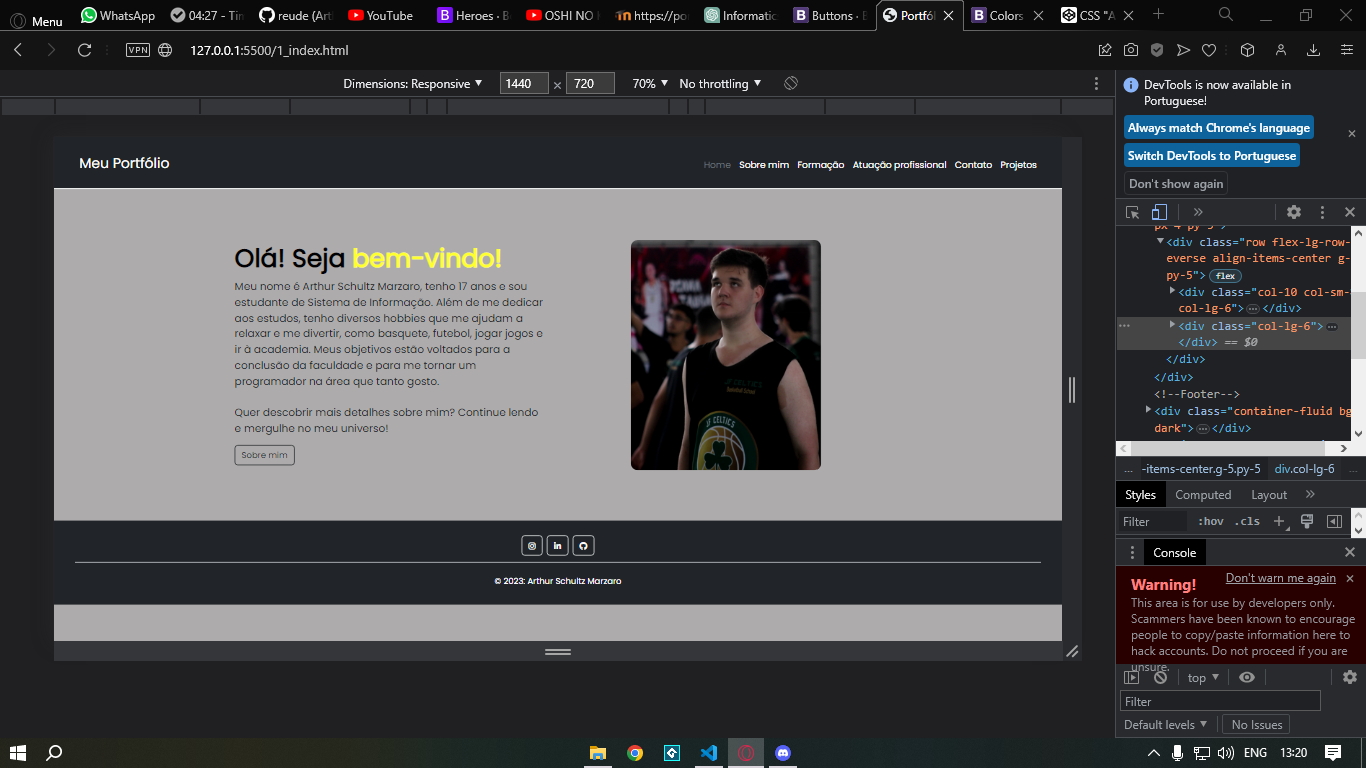 Menu
WhatsApp
04:27 - Tin
reude (Arti
YouTube
Heroes · B
OSHI NO K
https://po
Informatic
Buttons · B
Portfól
Colors
CSS "A
VPN
127.0.0.1:5500/1_index.html
Dimensions: Responsive
1440
×
720
70%
No throttling
Meu Portfólio
Home
Sobre mim
Formação
Atuação profissional
Contato
Projetos
Olá! Seja bem-vindo!
Meu nome é Arthur Schultz Marzaro, tenho 17 anos e sou
estudante de Sistema de Informação. Além de me dedicar
aos estudos, tenho diversos hobbies que me ajudam a
relaxar e me divertir, como basquete, futebol, jogar jogos e
ir à academia. Meus objetivos estão voltados para a
conclusão da faculdade e para me tornar um
programador na área que tanto gosto.
Quer descobrir mais detalhes sobre mim? Continue lendo
e mergulhe no meu universo!
Sobre mim
JF CELTICS
JF CELTICS
© 2023: Arthur Schultz Marzaro
DevTools is now available in
Portuguese!
Always match Chrome's language
Switch DevTools to Portuguese
Don't show again
px-4 py-5">
<div class="row flex-lg-row-
everse align-items-center g-
py-5"> flex
<div class="col-10 col-sm-
col-lg-6"> … </div>
<div class="col-lg-6"> …
</div> == $0
</div>
</div>
<!--Footer-->
<div class="container-fluid bg
dark"> … </div>
... -items-center.g-5.py-5 div.col-lg-6 ...
Styles
Computed
Layout
Filter
:hov
.cls
Console
Warning!
Don't warn me again
This area is for use by developers only.
Scammers have been known to encourage
people to copy/paste information here to
hack accounts. Do not proceed if you are
unsure.
top
Filter
Default levels
No Issues
ENG
13:20